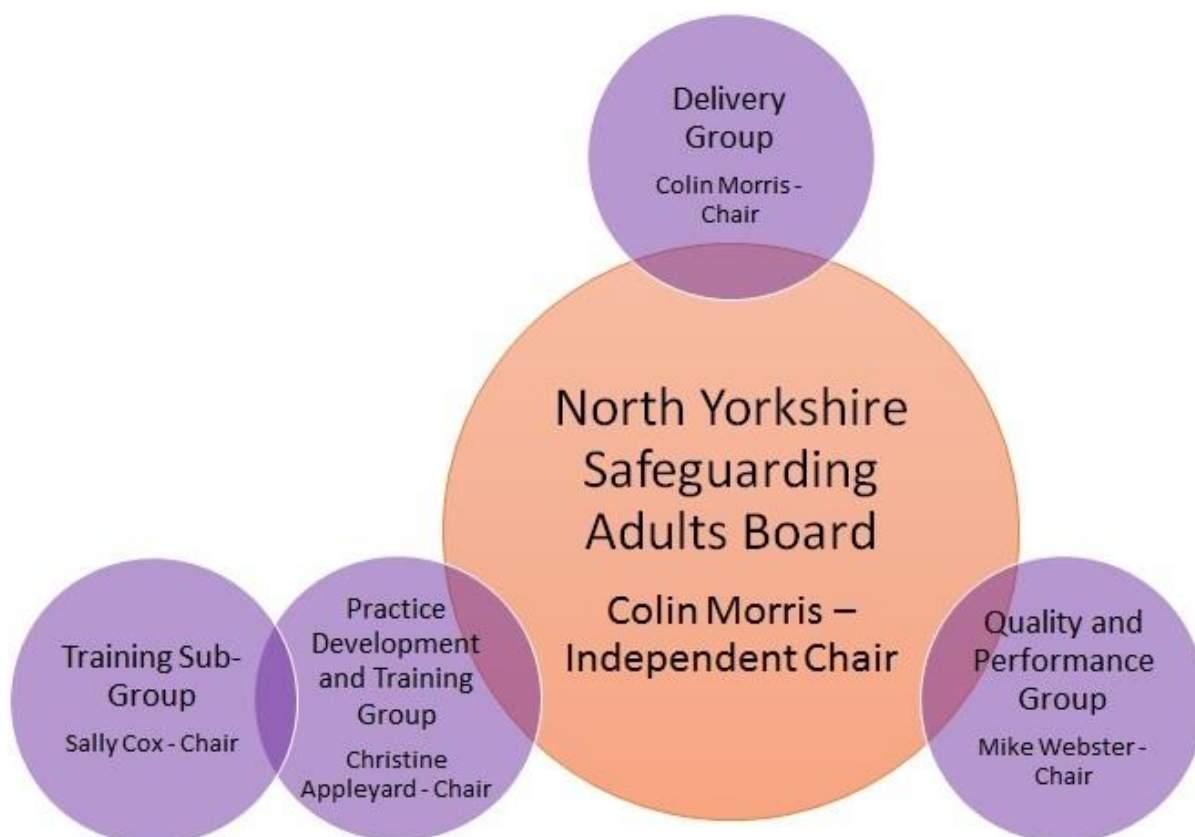 Delivery
Group
Colin Morris -
Chair
North Yorkshire
Safeguarding
Adults Board
Colin Morris –
Independent Chair
Training Sub-
Group
Sally Cox - Chair
Practice
Development
and Training
Group
Christine
Appleyard - Chair
Quality and
Performance
Group
Mike Webster -
Chair